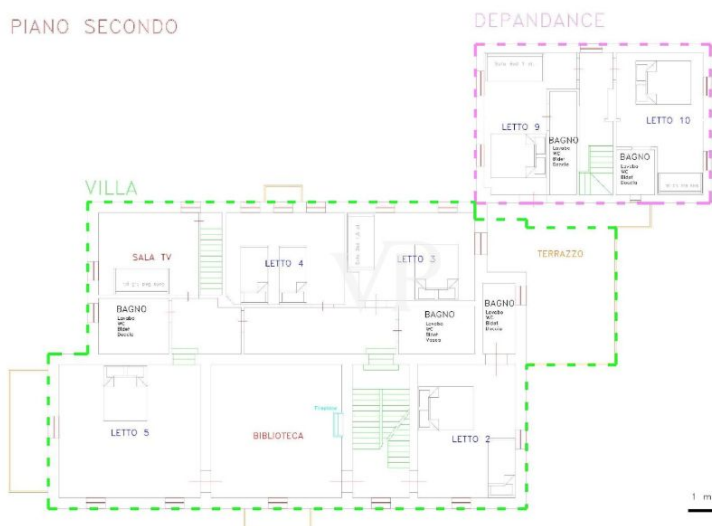 PIANO SECONDO
DEPANDANCE
LETTO 9
LETTO 10
BAGNO
Lavabo
WC
Bidet
Doccia
BAGNO
Lavabo
WC
Bidet
Doccia
VILLA
SALA TV
LETTO 4
LETTO 3
TERRAZZO
VP
BAGNO
Lavabo
WC
Bidet
Doccia
BAGNO
Lavabo
WC
Bidet
Vasca
BAGNO
Lavabo
WC
Bidet
Doccia
LETTO 5
BIBLIOTECA
LETTO 2
1 m